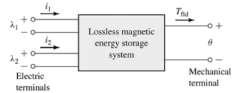 i₁
λ₁ +
−
i₂
λ₂ +
−
Electric
terminals
Lossless magnetic
energy storage
system
T_fld
+
θ
−
Mechanical
terminal